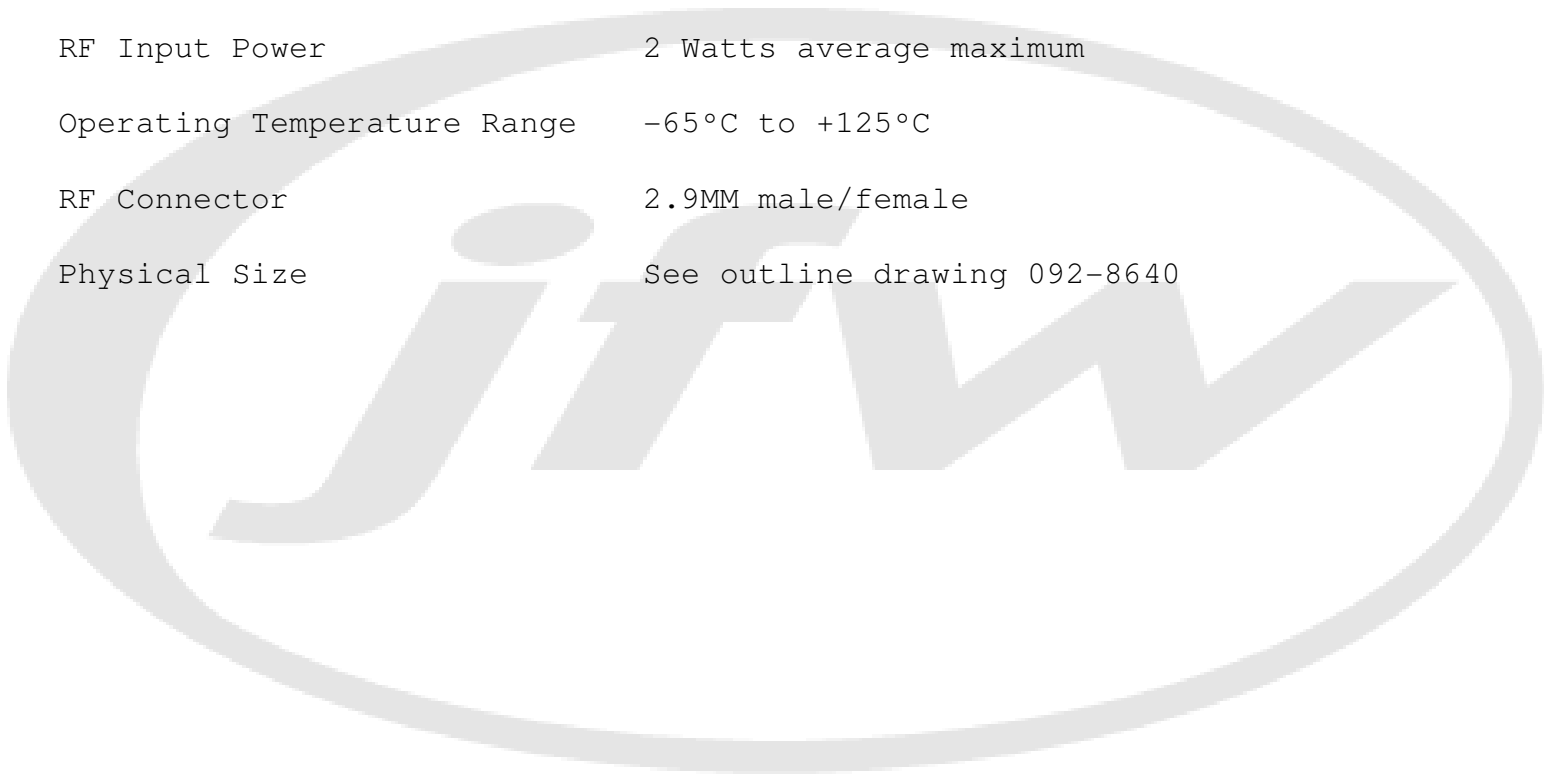 RF Input Power 2 Watts average maximum
Operating Temperature Range -65°C to +125°C
RF Connector 2.9MM male/female
Physical Size See outline drawing 092-8640
jfw